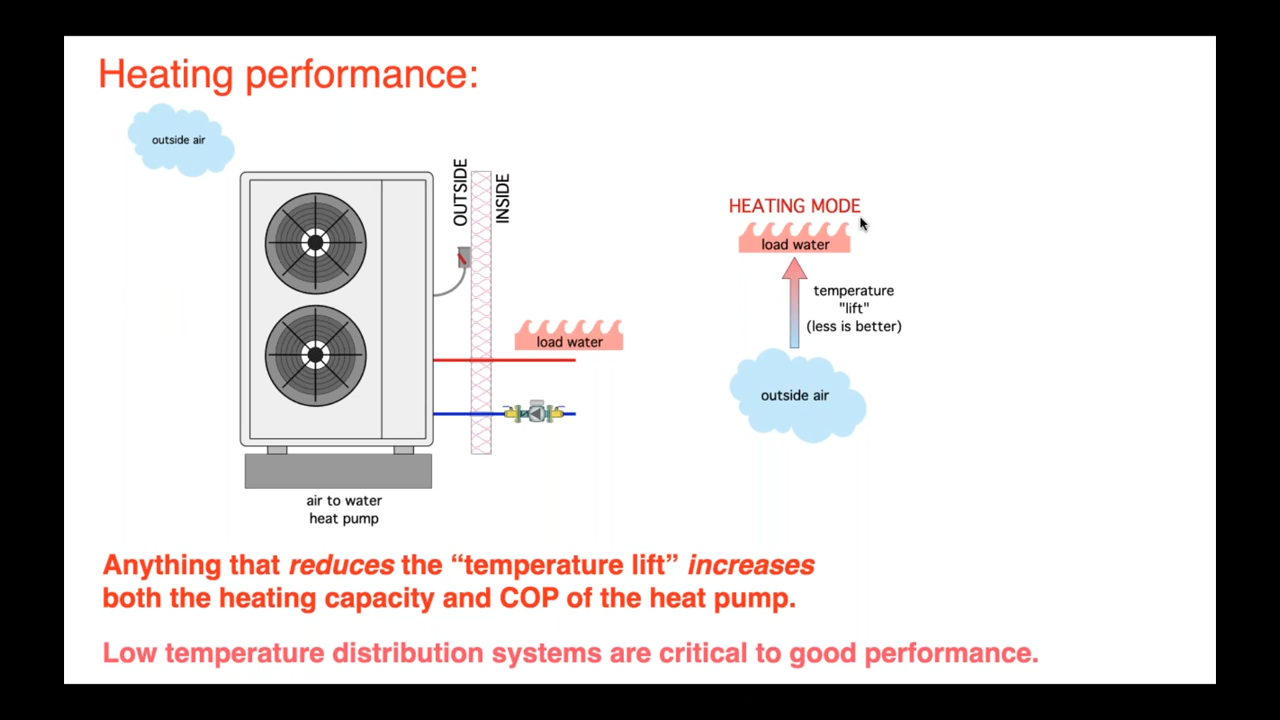 Heating performance:
outside air
OUTSIDE
INSIDE
load water
air to water
heat pump
HEATING MODE
load water
temperature
"lift"
(less is better)
outside air
Anything that reduces the “temperature lift” increases
both the heating capacity and COP of the heat pump.
Low temperature distribution systems are critical to good performance.